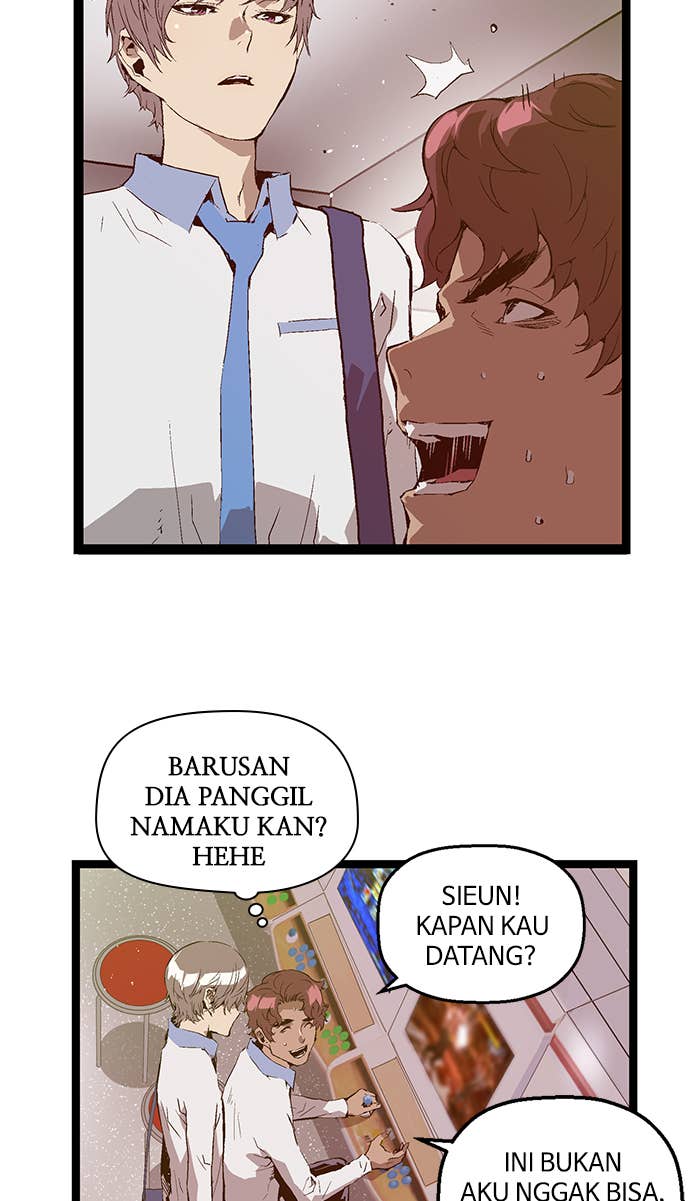 BARUSAN
DIA PANGGIL
NAMAKU KAN?
HEHE
SIEUN!
KAPAN KAU
DATANG?
INI BUKAN
AKU NGGAK BISA,